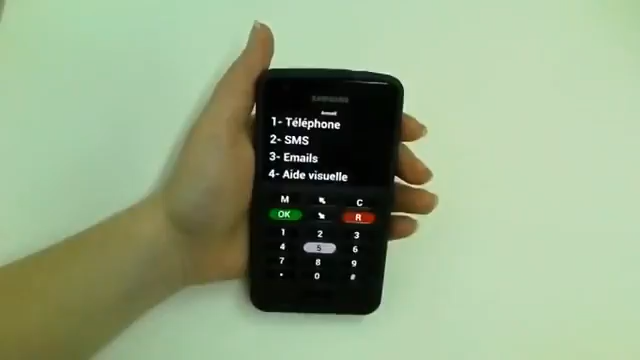 SAMSUNG
Accueil
1- Téléphone
2- SMS
3- Emails
4- Aide visuelle
M ↖ C
OK ↘ R
1 2 3
4 5 6
7 8 9
* 0 #